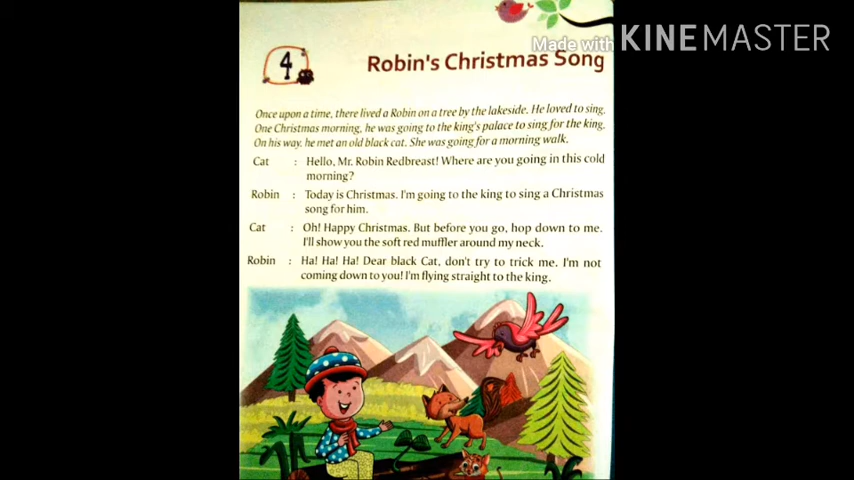 Made with KINEMASTER
4
Robin's Christmas Song
Once upon a time, there lived a Robin on a tree by the lakeside. He loved to sing.
One Christmas morning, he was going to the king's palace to sing for the king.
On his way, he met an old black cat. She was going for a morning walk.
Cat : Hello, Mr. Robin Redbreast! Where are you going in this cold
morning?
Robin : Today is Christmas. I'm going to the king to sing a Christmas
song for him.
Cat : Oh! Happy Christmas. But before you go, hop down to me.
I'll show you the soft red muffler around my neck.
Robin : Ha! Ha! Ha! Dear black Cat, don't try to trick me. I'm not
coming down to you! I'm flying straight to the king.